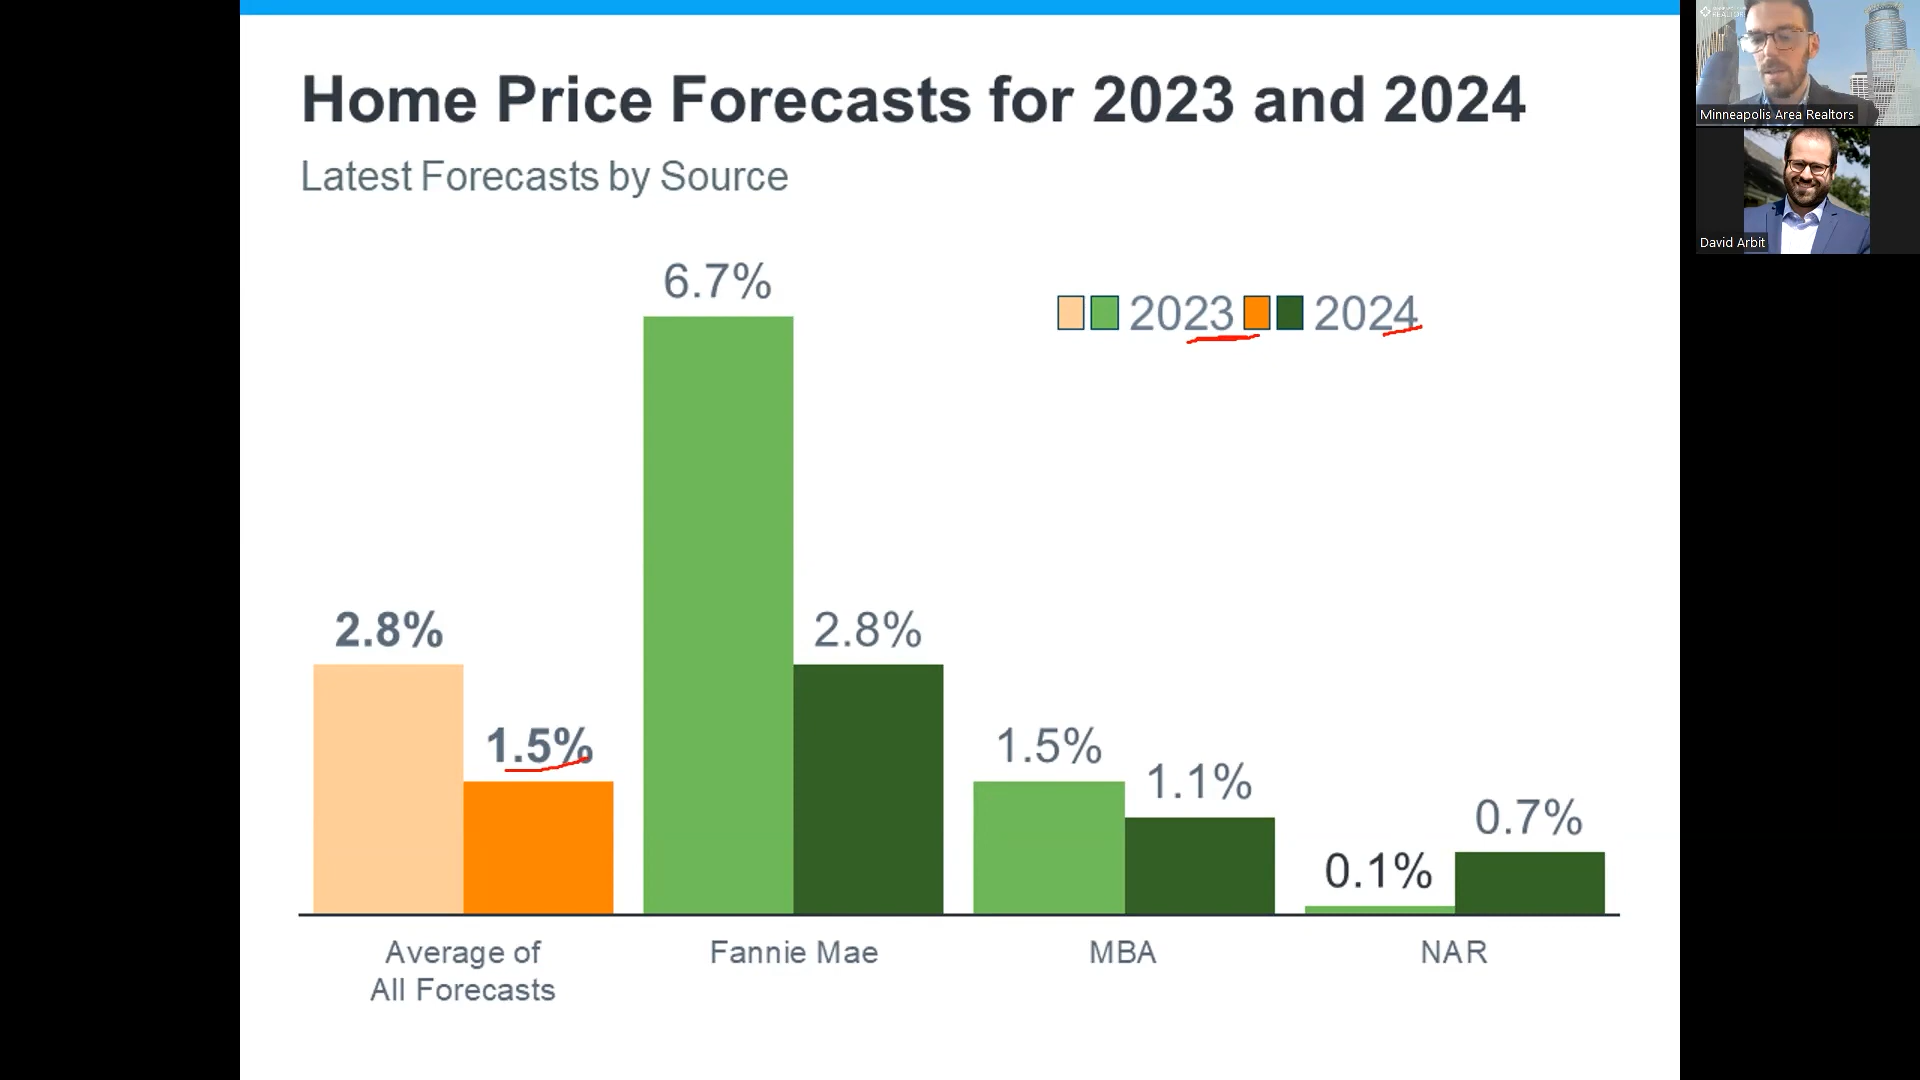 Home Price Forecasts for 2023 and 2024
Latest Forecasts by Source
2023 2024
6.7%
2.8%
2.8%
1.5%
1.5%
1.1%
0.7%
0.1%
Average of
All Forecasts
Fannie Mae
MBA
NAR
Minneapolis Area Realtors
David Arbit